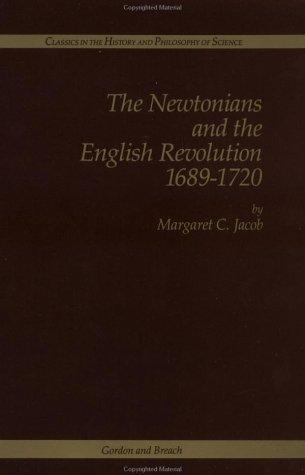 Classics in the History and Philosophy of Science
The Newtonians
and the
English Revolution
1689-1720
by
Margaret C. Jacob
Gordon and Breach